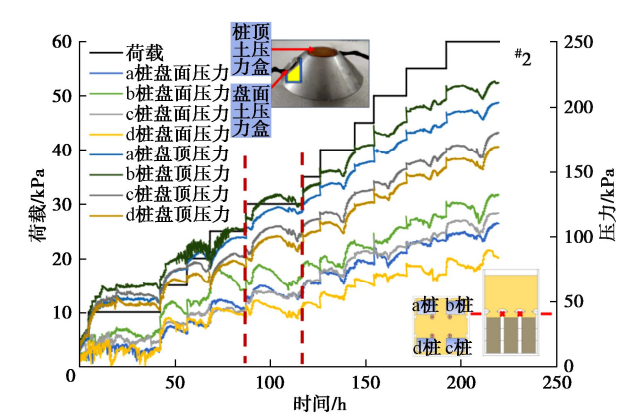 荷载/kPa
60
50
40
30
20
10
0
荷载
a桩盘面压力
b桩盘面压力
c桩盘面压力
d桩盘面压力
a桩盘顶压力
b桩盘顶压力
c桩盘顶压力
d桩盘顶压力
桩顶
土压
力盒
盘面
土压
力盒
#2
a桩 b桩
d桩 c桩
250
200
150
100
50
0
压力/kPa
0 50 100 150 200 250
时间/h